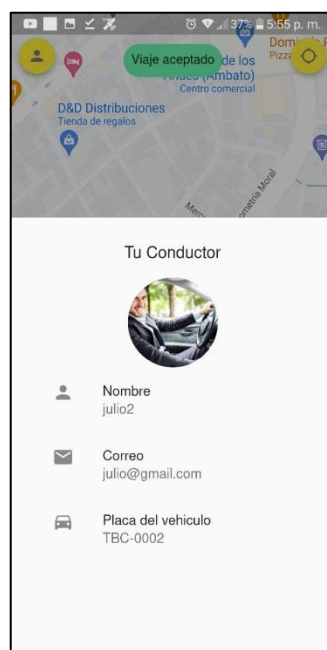 37% 5:55 p. m.
Viaje aceptado
de los
Andes (Ambato)
Centro comercial
Pizza
D&D Distribuciones
Tienda de regalos
Tu Conductor
Nombre
julio2
Correo
julio@gmail.com
Placa del vehiculo
TBC-0002